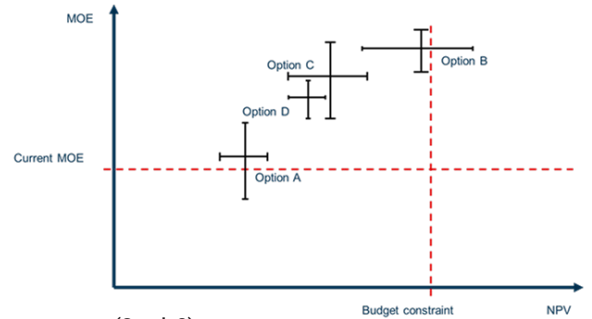 MOE
Option C
Option B
Option D
Current MOE
Option A
Budget constraint
NPV